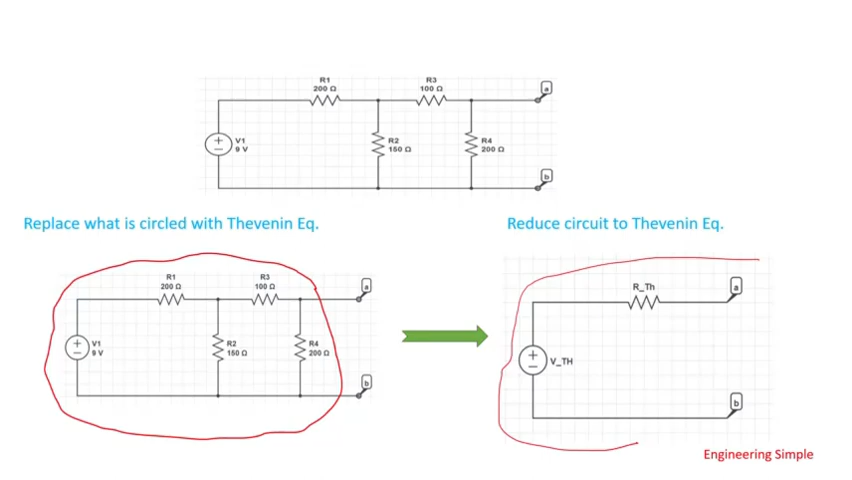 R1
200 Ω
R3
100 Ω
a
V1
9 V
R2
150 Ω
R4
200 Ω
b
Replace what is circled with Thevenin Eq.
Reduce circuit to Thevenin Eq.
R1
200 Ω
R3
100 Ω
a
V1
9 V
R2
150 Ω
R4
200 Ω
b
R_Th
a
V_TH
b
Engineering Simple